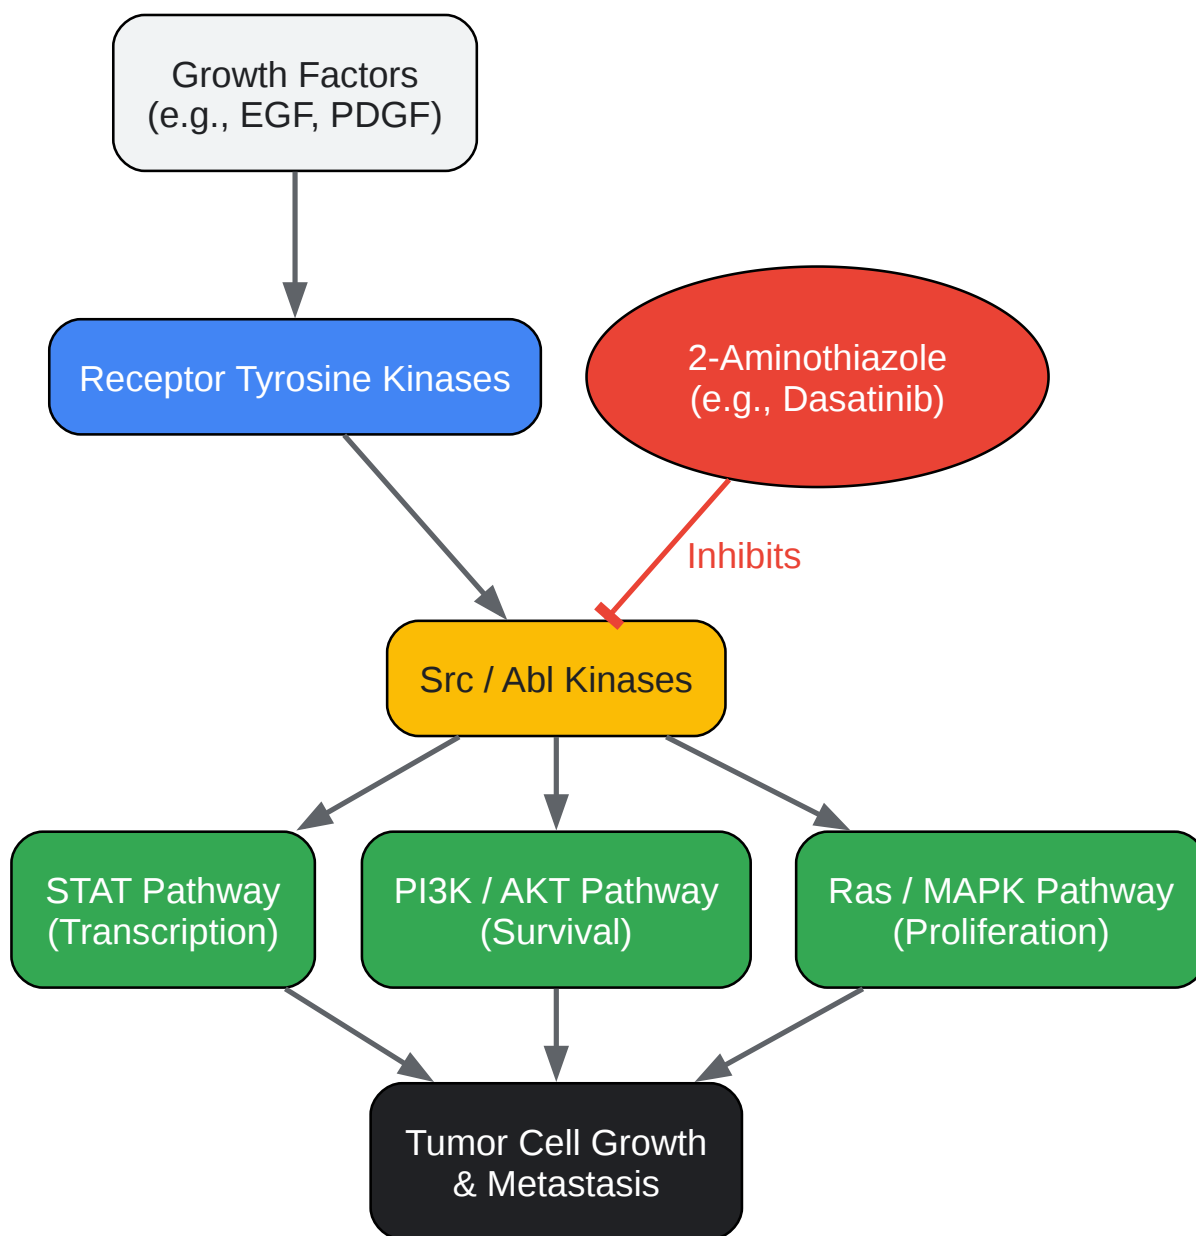 Growth Factors
(e.g., EGF, PDGF)
Receptor Tyrosine Kinases
2-Aminothiazole
(e.g., Dasatinib)
Inhibits
Src / Abl Kinases
STAT Pathway
(Transcription)
PI3K / AKT Pathway
(Survival)
Ras / MAPK Pathway
(Proliferation)
Tumor Cell Growth
& Metastasis